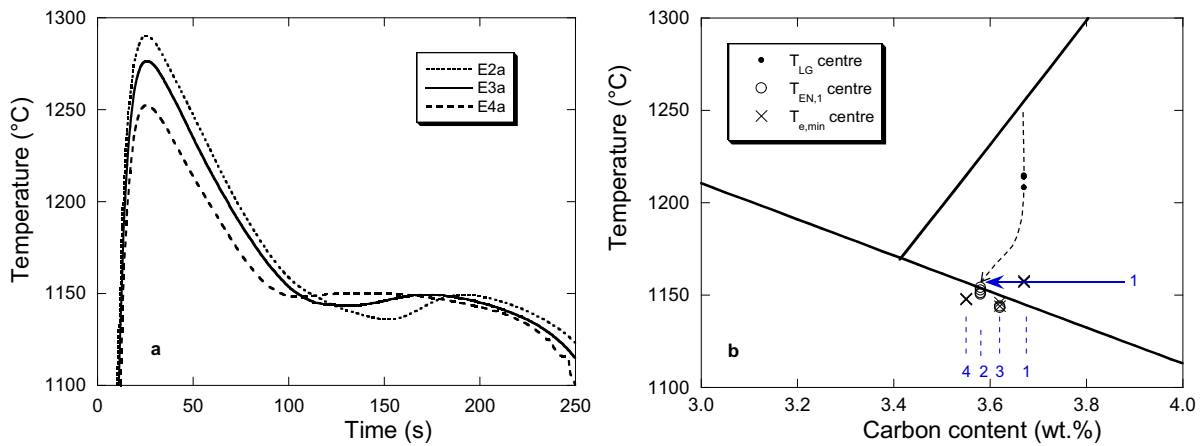 1300
1250
1200
1150
1100
Temperature (°C)
E2a
E3a
E4a
a
0
50
100
150
200
250
Time (s)
1300
1250
1200
1150
1100
Temperature (°C)
T_LG centre
T_EN,1 centre
T_e,min centre
1
b
4 2 3 1
3.0
3.2
3.4
3.6
3.8
4.0
Carbon content (wt.%)